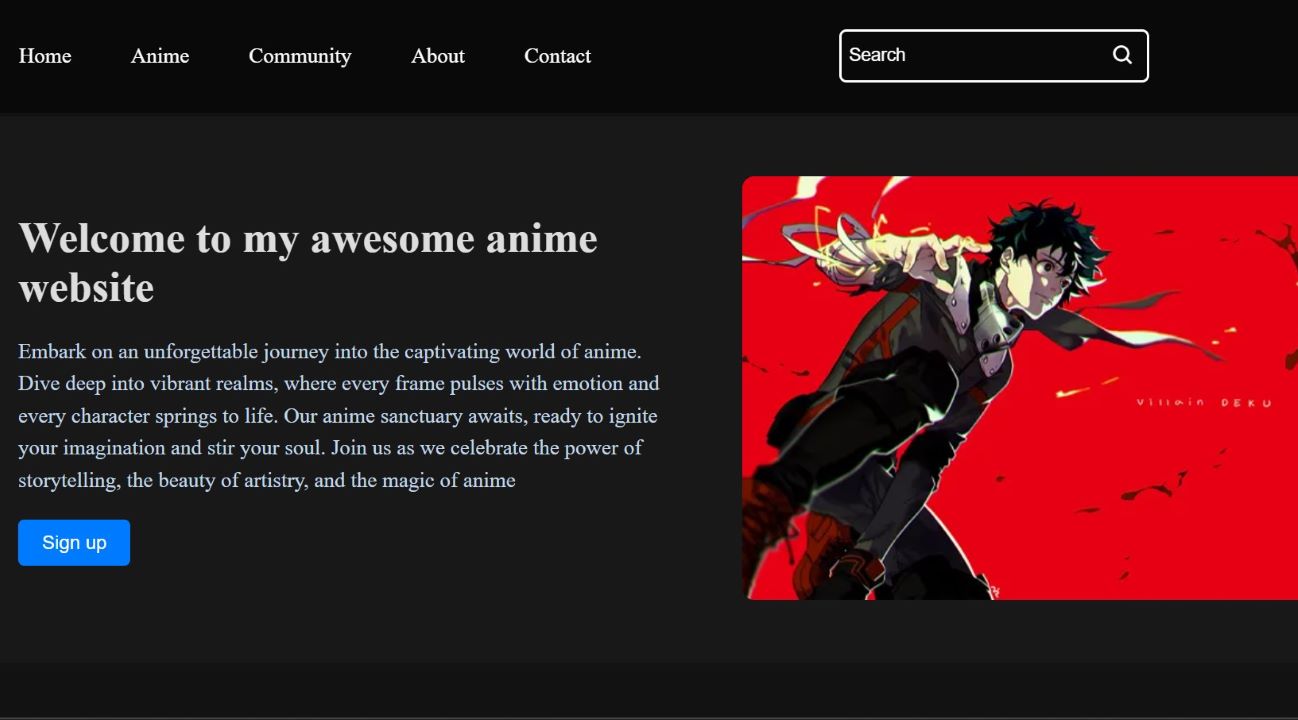 Home Anime Community About Contact Search
Welcome to my awesome anime
website
Embark on an unforgettable journey into the captivating world of anime.
Dive deep into vibrant realms, where every frame pulses with emotion and
every character springs to life. Our anime sanctuary awaits, ready to ignite
your imagination and stir your soul. Join us as we celebrate the power of
storytelling, the beauty of artistry, and the magic of anime
Sign up
villain DEKU